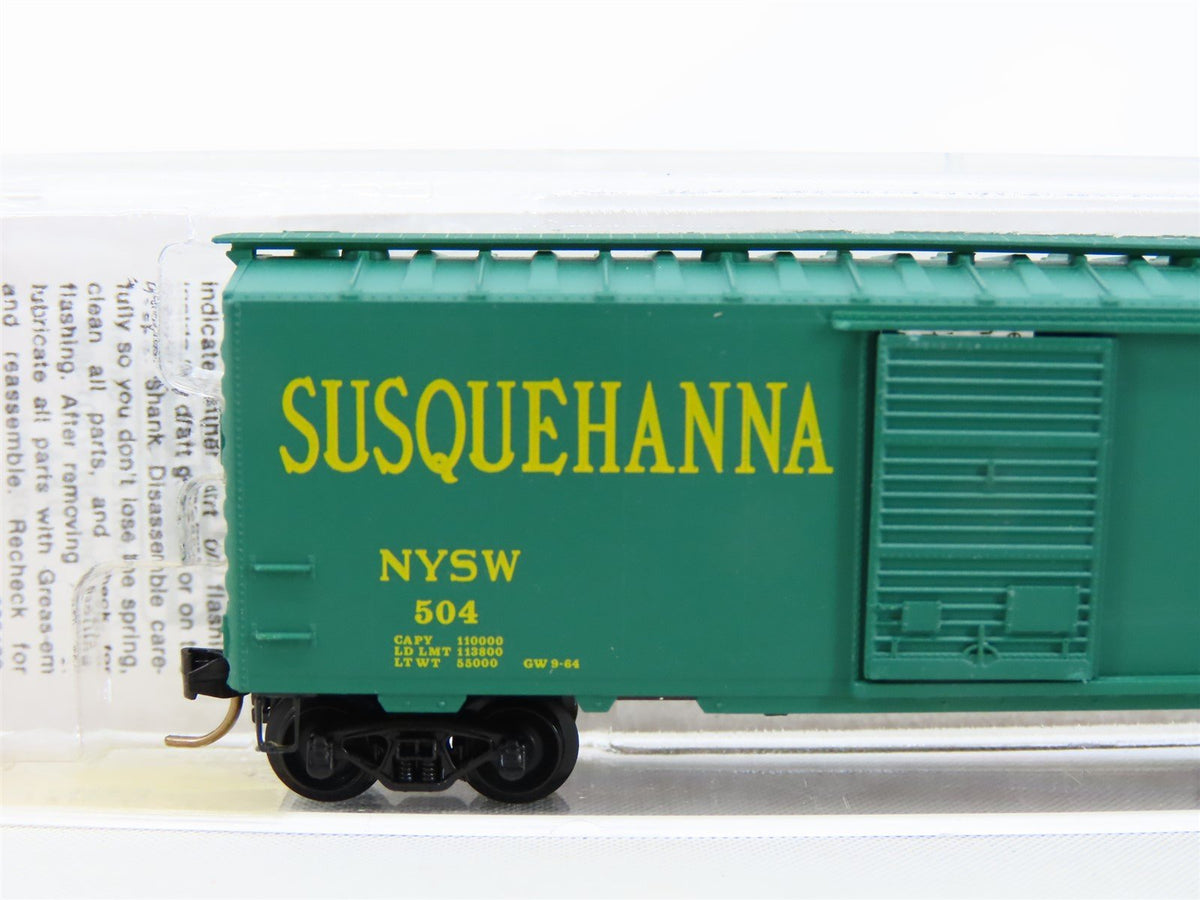 SUSQUEHANNA
NYSW
504
CAPY 110000
LD LMT 113800
LT WT 55000 GW 9-64
indicate
Shank. Disassemble care-
fully so you don't lose the spring,
clean all parts, and
flashing. After removing
lubricate all parts with Greas-em
and reassemble. Recheck for